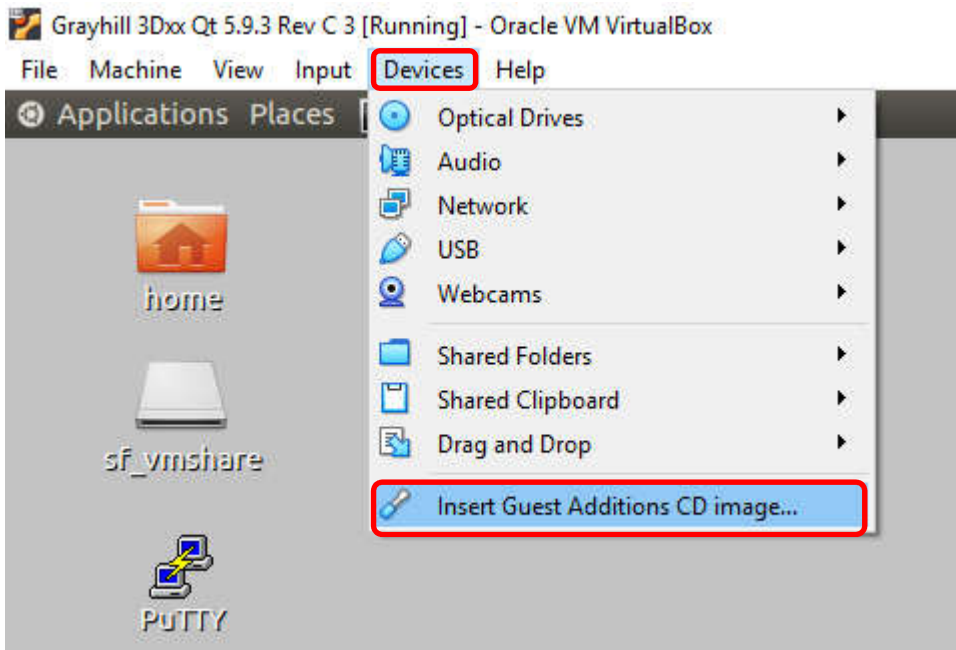 Grayhill 3Dxx Qt 5.9.3 Rev C 3 [Running] - Oracle VM VirtualBox
File Machine View Input Devices Help
Applications Places
Optical Drives
Audio
Network
USB
Webcams
Shared Folders
Shared Clipboard
Drag and Drop
Insert Guest Additions CD image...
home
sf_vmshare
PuTTY